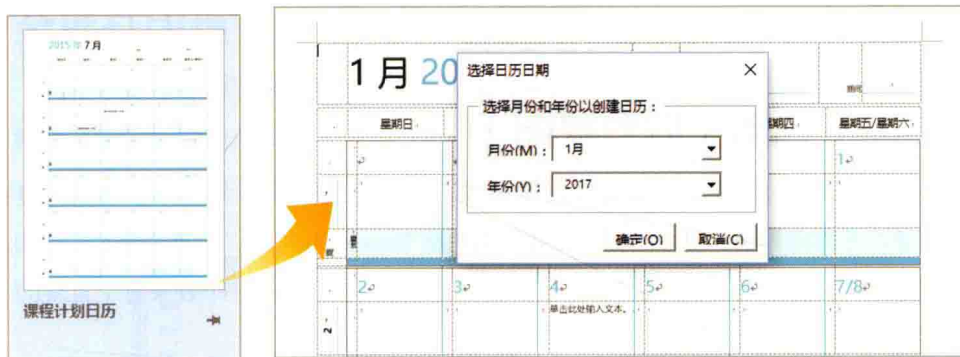 2015 年 7 月
课程计划日历
1 月 20
选择日历日期
选择月份和年份以创建日历：
月份(M)： 1月
年份(Y)： 2017
确定(O) 取消(C)
星期日
星期四
星期五/星期六
1
2 3 4 5 6 7/8
单击此处输入文本。
2